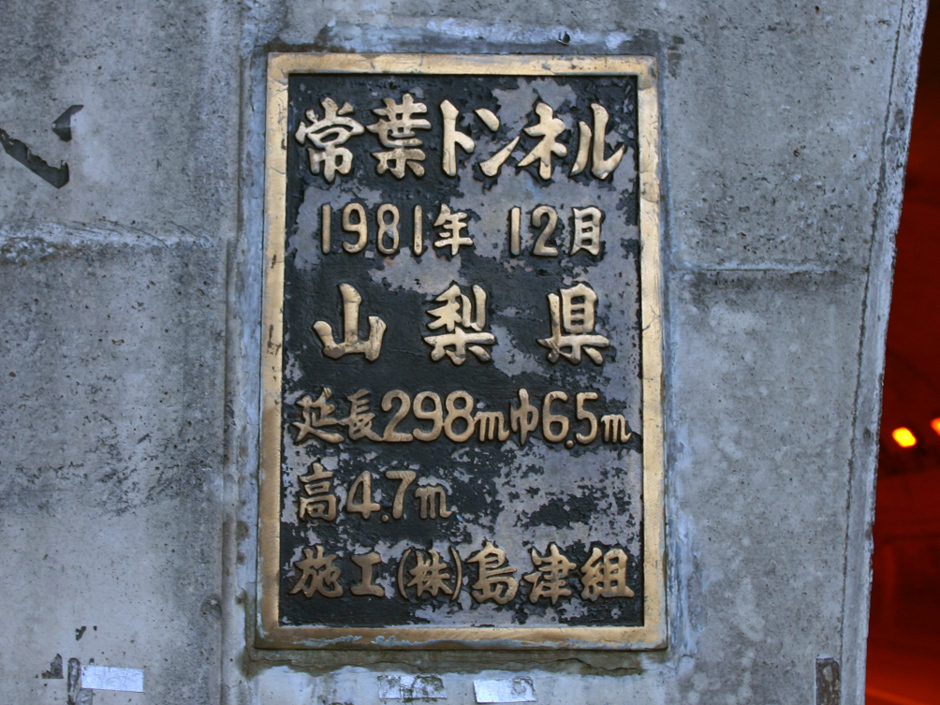 常葉トンネル
1981年 12月
山梨県
延長298m巾6.5m
高4.7m
施工(株)島津組